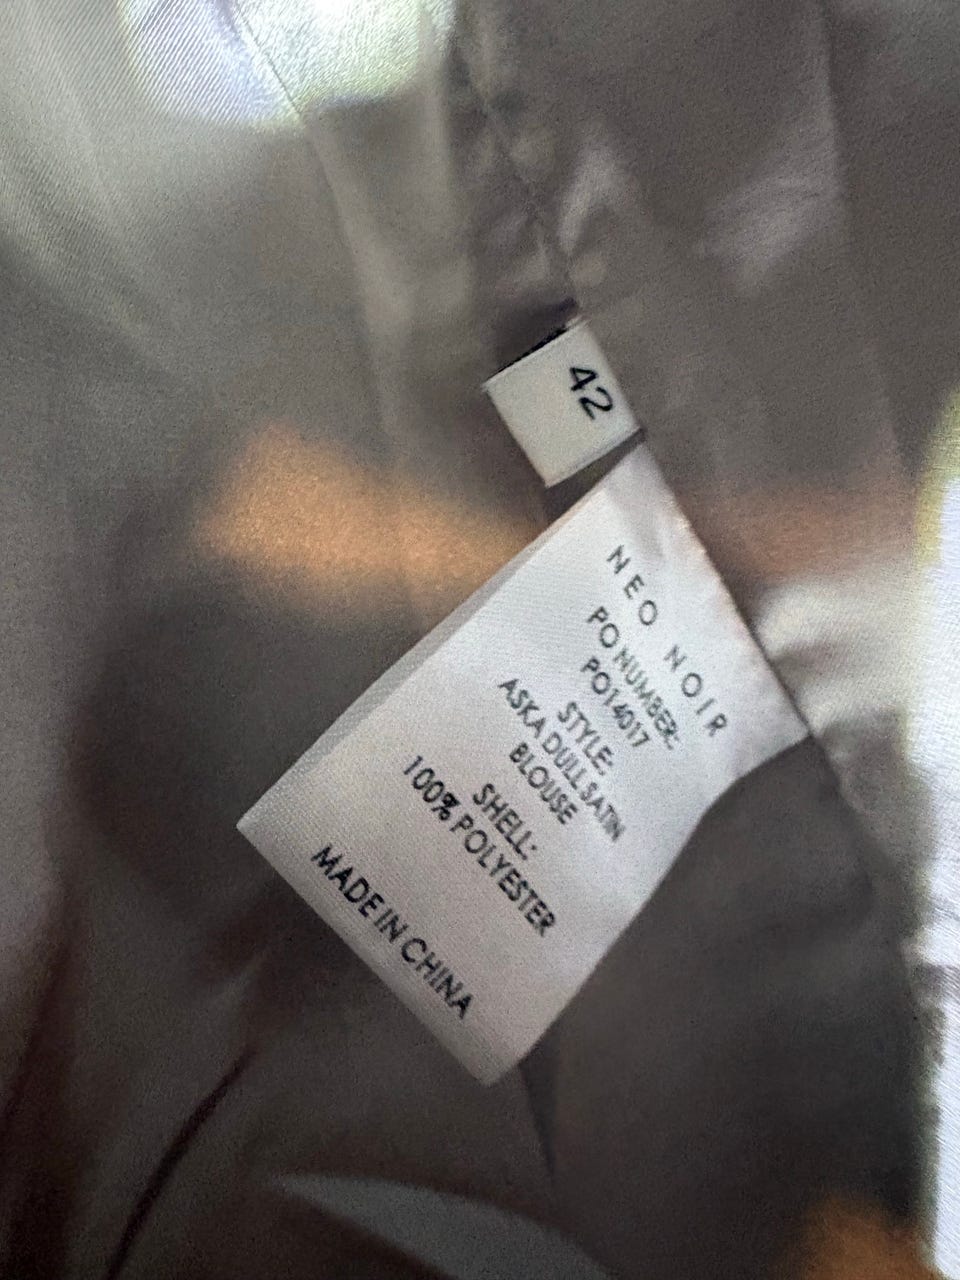 42
NEO NOIR
PO NUMBER:
PO14017
STYLE:
ASKA DULL SATIN
BLOUSE
SHELL:
100% POLYESTER
MADE IN CHINA